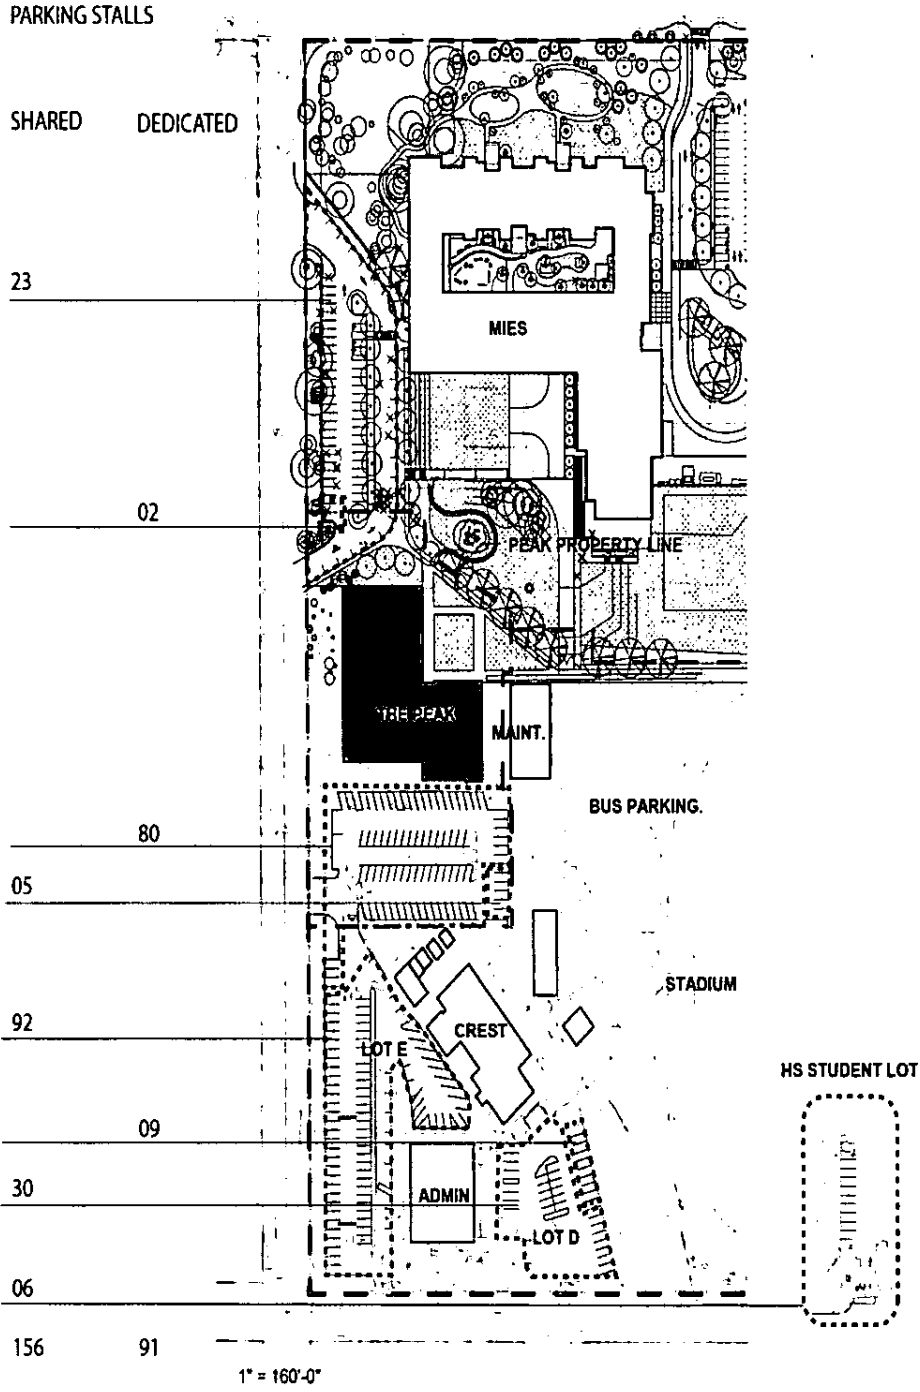 PARKING STALLS
SHARED DEDICATED
23
MIES
02
PEAK PROPERTY LINE
THE PEAK
MAINT.
BUS PARKING.
80
05
STADIUM
92
CREST
LOT E
HS STUDENT LOT
09
30
ADMIN
LOT D
06
156 91
1" = 160'-0"